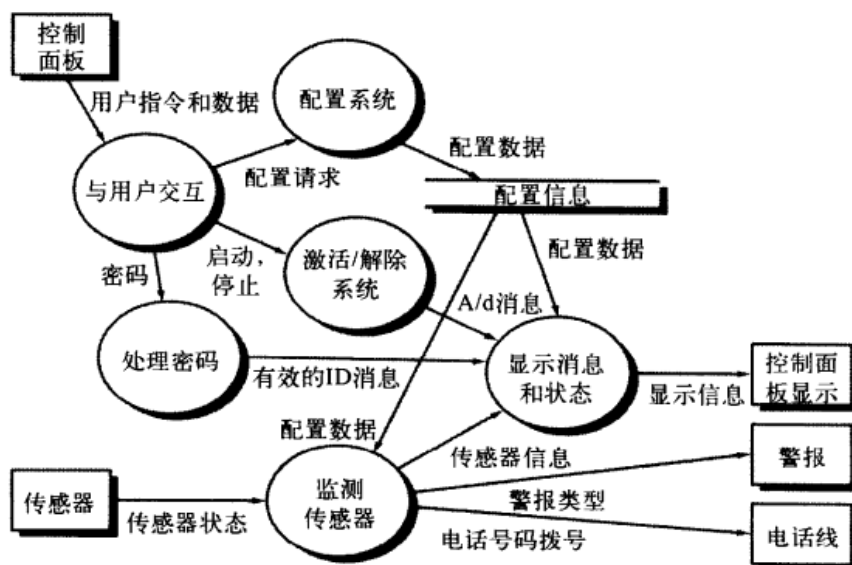 控制
面板
用户指令和数据
配置系统
配置数据
与用户交互
配置请求
配置信息
密码
启动，
停止
激活/解除
系统
配置数据
A/d消息
处理密码
有效的ID消息
显示消息
和状态
显示信息
控制面
板显示
配置数据
传感器信息
警报
传感器
传感器状态
监测
传感器
警报类型
电话号码拨号
电话线